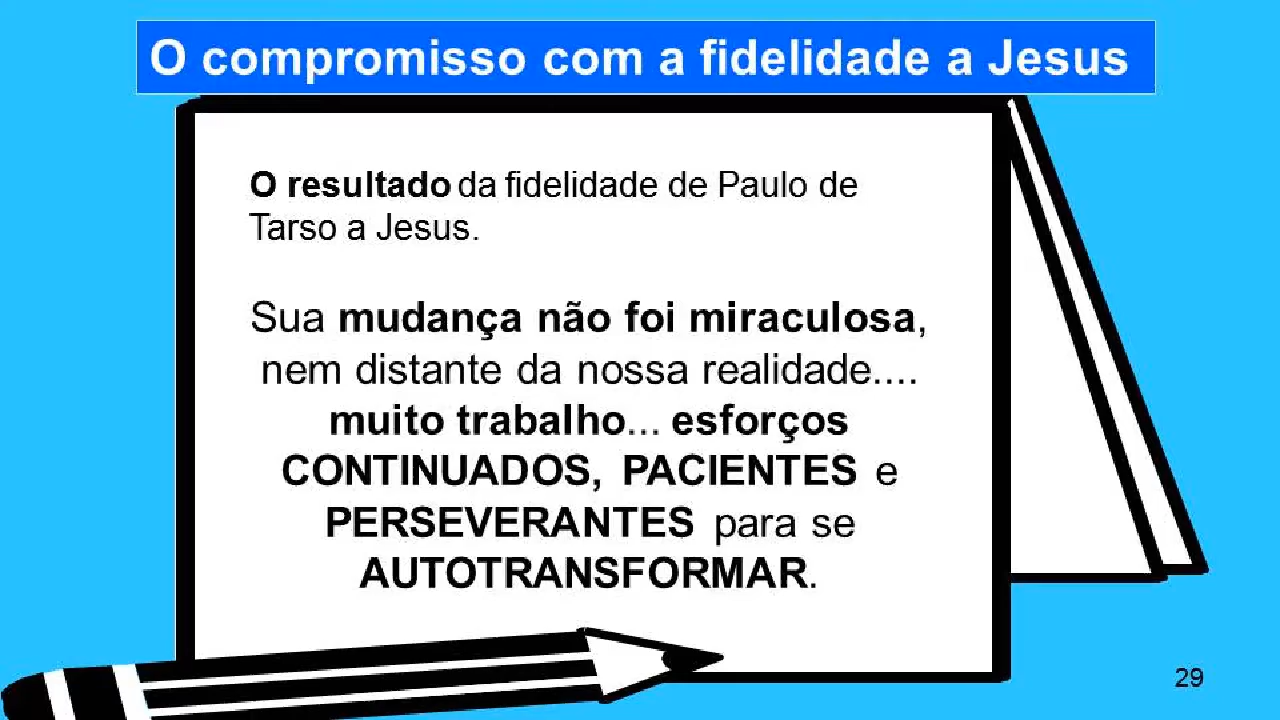 O compromisso com a fidelidade a Jesus
O resultado da fidelidade de Paulo de
Tarso a Jesus.
Sua mudança não foi miraculosa,
nem distante da nossa realidade....
muito trabalho... esforços
CONTINUADOS, PACIENTES e
PERSEVERANTES para se
AUTOTRANSFORMAR.
29